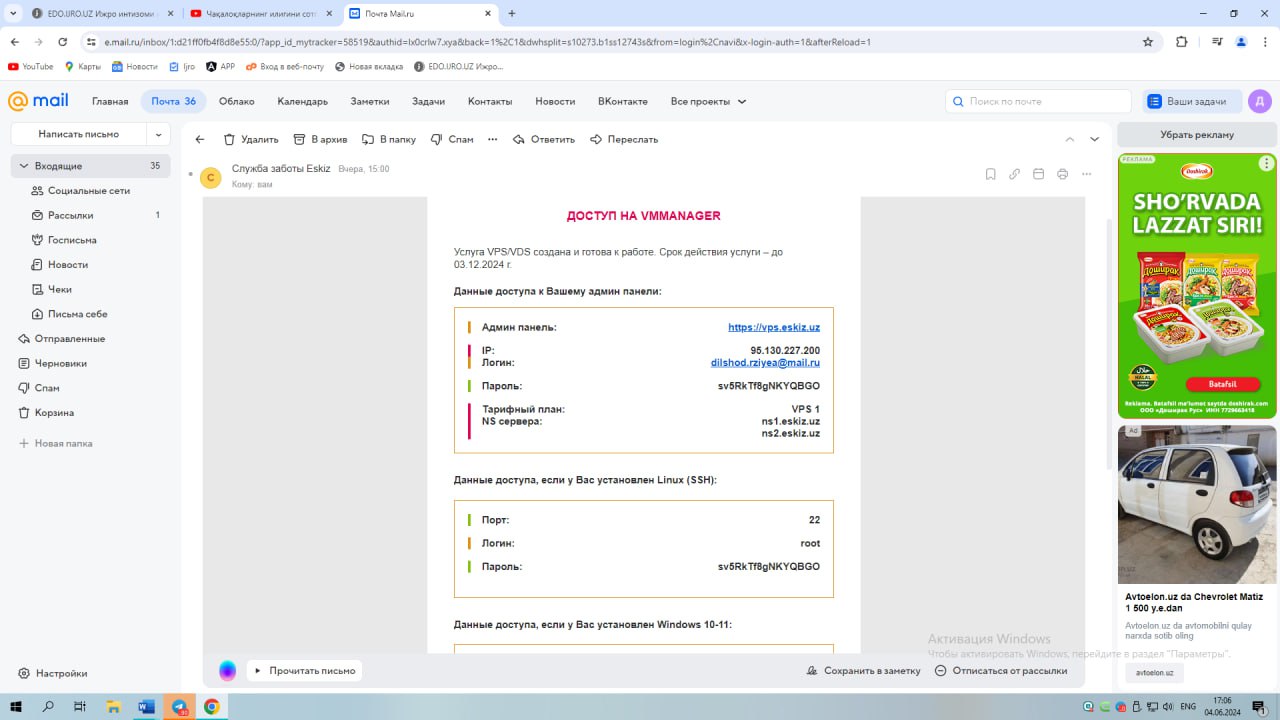 EDO.IJRO.UZ Ижро интизоми
Чақалоқларнинг илигини сот
Почта Mail.ru
e.mail.ru/inbox/1:d21ff0fb4f8d8e55:0/?app_id_mytracker=58519&authid=lx0crlw7.xya&back=1%2C1&dwhsplit=s10273.b1ss12743s&from=login%2Cnavi&x-login-auth=1&afterReload=1
YouTube
Карты
Новости
Ijro
APP
Вход в веб-почту
Новая вкладка
EDO.IJRO.UZ Ижро...
mail
Главная
Почта 36
Облако
Календарь
Заметки
Задачи
Контакты
Новости
ВКонтакте
Все проекты
Поиск по почте
Ваши задачи
Д
Написать письмо
Удалить
В архив
В папку
Спам
Ответить
Переслать
Убрать рекламу
Входящие 35
Социальные сети
Рассылки 1
Госписьма
Новости
Чеки
Письма себе
Отправленные
Черновики
Спам
Корзина
Новая папка
Настройки
С
Служба заботы Eskiz Вчера, 15:00
Кому: вам
ДОСТУП НА VMMANAGER
Услуга VPS/VDS создана и готова к работе. Срок действия услуги – до
03.12.2024 г.
Данные доступа к Вашему админ панели:
Админ панель: https://vps.eskiz.uz
IP: 95.130.227.200
Логин: dilshod.rziyea@mail.ru
Пароль: sv5RkTf8gNKYQBGO
Тарифный план: VPS 1
NS сервера: ns1.eskiz.uz
ns2.eskiz.uz
Данные доступа, если у Вас установлен Linux (SSH):
Порт: 22
Логин: root
Пароль: sv5RkTf8gNKYQBGO
Данные доступа, если у Вас установлен Windows 10-11:
Прочитать письмо
Сохранить в заметку
Отписаться от рассылки
РЕКЛАМА
Doshirak
SHO‘RVADA
LAZZAT SIRI!
Доширак
Доширак
Доширак
HALAL
Batafsil
Reklama. Batafsil ma'lumot saytda doshirak.com
ООО «Доширак Рус» ИНН 7729663418
Ad
Avtoelon.uz da Chevrolet Matiz
1 500 y.e.dan
Avtoelon.uz da avtomobilni qulay
narxda sotib oling
avtoelon.uz
Активация Windows
Чтобы активировать Windows, перейдите в раздел "Параметры".
ENG
17:06
04.06.2024